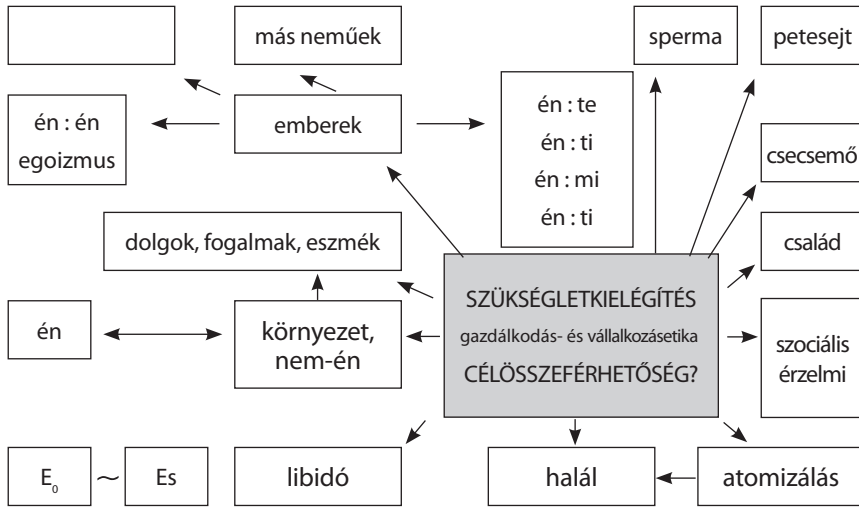 más neműek
sperma
petesejt
én : én
egoizmus
emberek
én : te
én : ti
én : mi
én : ti
csecsemő
dolgok, fogalmak, eszmék
család
SZÜKSÉGLETKIELÉGÍTÉS
gazdálkodás- és vállalkozásetika
CÉLÖSSZEFÉRHETŐSÉG?
én
környezet,
nem-én
szociális
érzelmi
E₀ ~ Es
libidó
halál
atomizálás